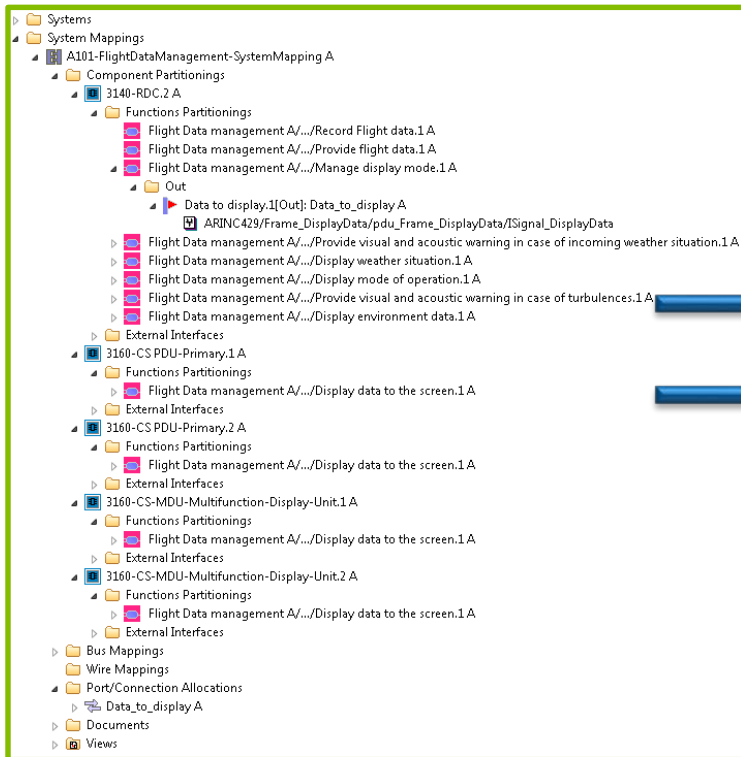 Systems
System Mappings
A101-FlightDataManagement-SystemMapping A
Component Partitionings
3140-RDC.2 A
Functions Partitionings
Flight Data management A/.../Record Flight data.1 A
Flight Data management A/.../Provide flight data.1 A
Flight Data management A/.../Manage display mode.1 A
Out
Data to display.1[Out]: Data_to_display A
ARINC429/Frame_DisplayData/pdu_Frame_DisplayData/ISignal_DisplayData
Flight Data management A/.../Provide visual and acoustic warning in case of incoming weather situation.1 A
Flight Data management A/.../Display weather situation.1 A
Flight Data management A/.../Display mode of operation.1 A
Flight Data management A/.../Provide visual and acoustic warning in case of turbulences.1 A
Flight Data management A/.../Display environment data.1 A
External Interfaces
3160-CS PDU-Primary.1 A
Functions Partitionings
Flight Data management A/.../Display data to the screen.1 A
External Interfaces
3160-CS PDU-Primary.2 A
Functions Partitionings
Flight Data management A/.../Display data to the screen.1 A
External Interfaces
3160-CS-MDU-Multifunction-Display-Unit.1 A
Functions Partitionings
Flight Data management A/.../Display data to the screen.1 A
External Interfaces
3160-CS-MDU-Multifunction-Display-Unit.2 A
Functions Partitionings
Flight Data management A/.../Display data to the screen.1 A
External Interfaces
Bus Mappings
Wire Mappings
Port/Connection Allocations
Data_to_display A
Documents
Views